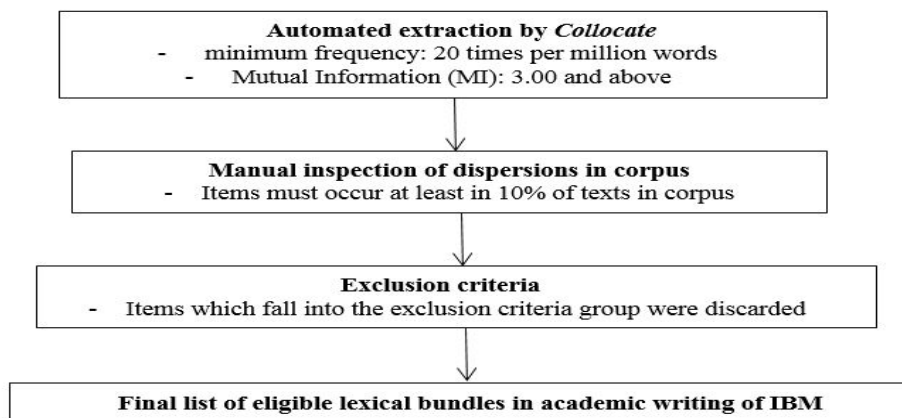 Automated extraction by Collocate
- minimum frequency: 20 times per million words
- Mutual Information (MI): 3.00 and above
Manual inspection of dispersions in corpus
- Items must occur at least in 10% of texts in corpus
Exclusion criteria
- Items which fall into the exclusion criteria group were discarded
Final list of eligible lexical bundles in academic writing of IBM